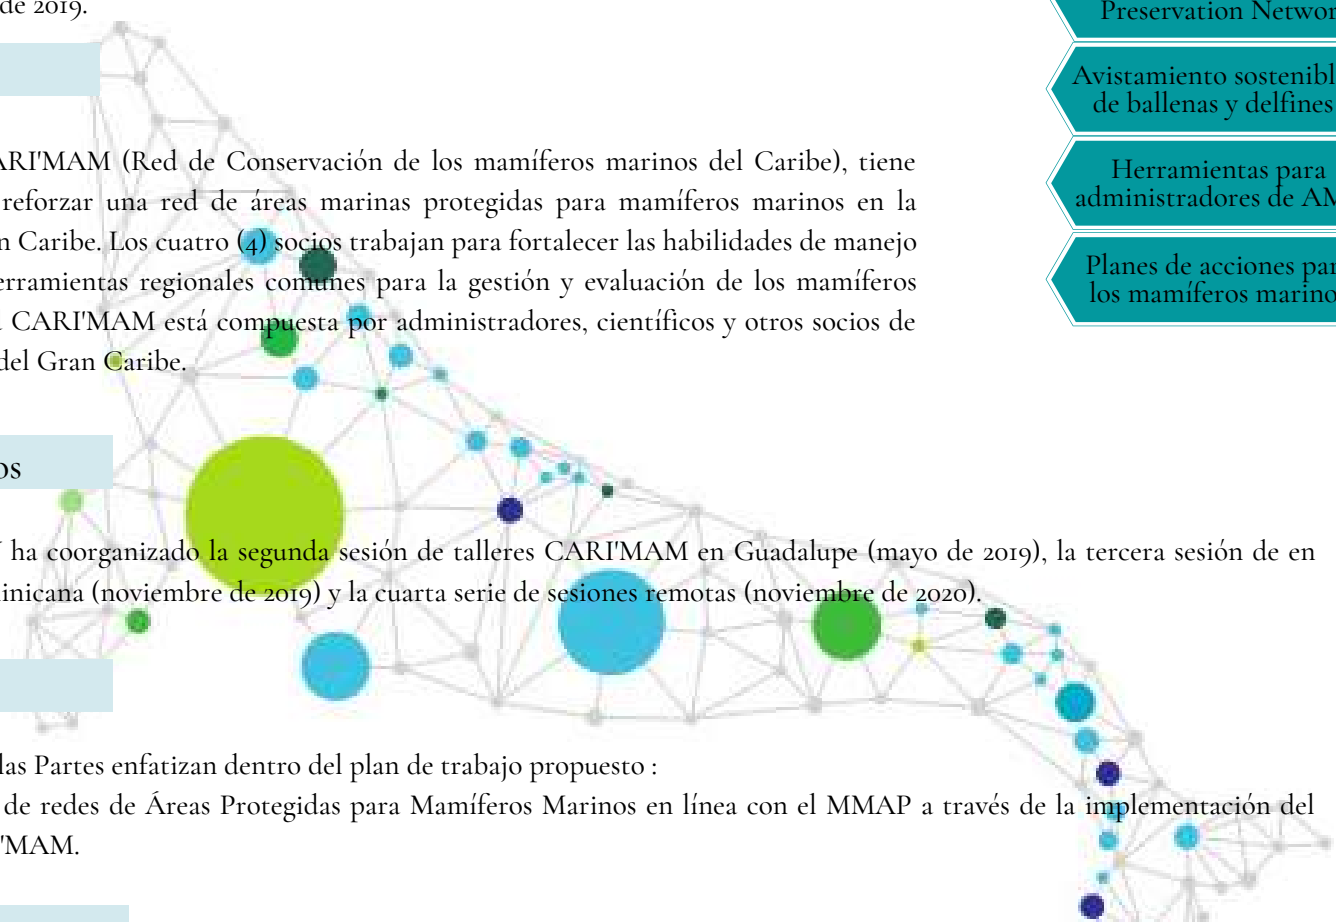 de 2019.
ARI'MAM (Red de Conservación de los mamíferos marinos del Caribe), tiene
reforzar una red de áreas marinas protegidas para mamíferos marinos en la
n Caribe. Los cuatro (4) socios trabajan para fortalecer las habilidades de manejo
erramientas regionales comunes para la gestión y evaluación de los mamíferos
CARI'MAM está compuesta por administradores, científicos y otros socios de
del Gran Caribe.
os
ha coorganizado la segunda sesión de talleres CARI'MAM en Guadalupe (mayo de 2019), la tercera sesión de en
inicana (noviembre de 2019) y la cuarta serie de sesiones remotas (noviembre de 2020).
las Partes enfatizan dentro del plan de trabajo propuesto :
de redes de Áreas Protegidas para Mamíferos Marinos en línea con el MMAP a través de la implementación del
'MAM.
Preservation Networ
Avistamiento sostenibl
de ballenas y delfines
Herramientas para
administradores de AM
Planes de acciones par
los mamíferos marino